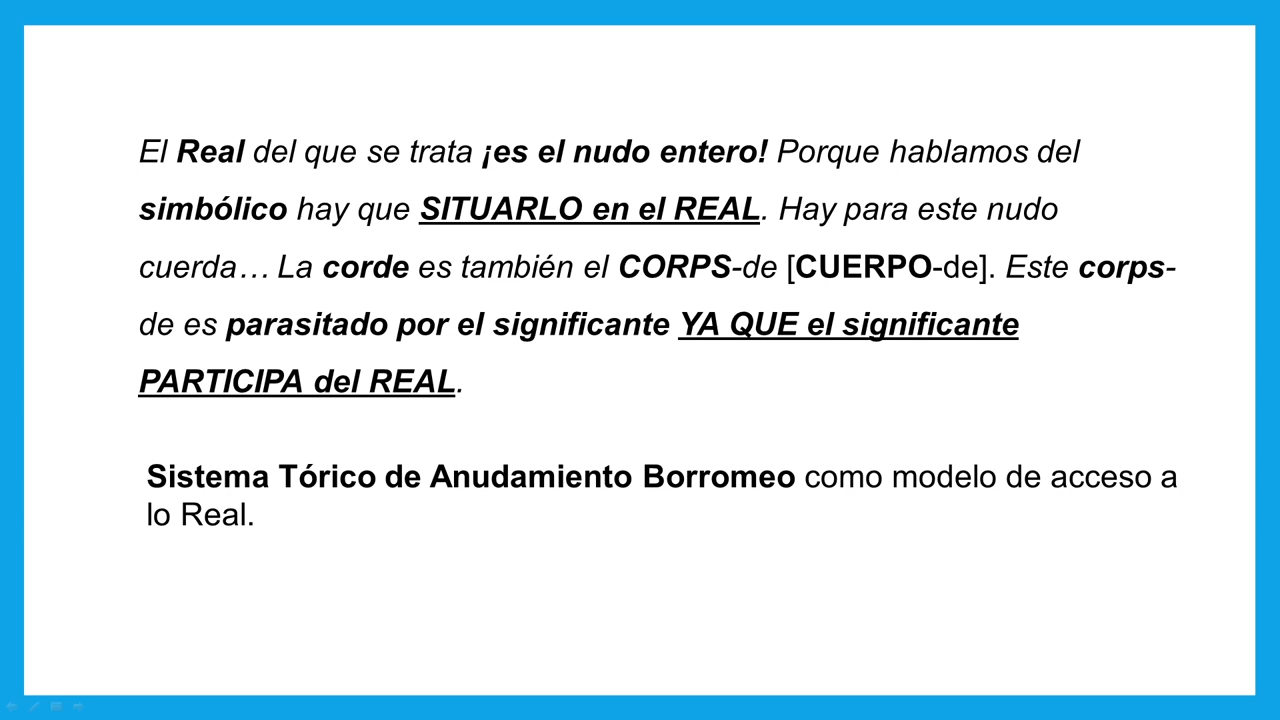 El Real del que se trata ¡es el nudo entero! Porque hablamos del
simbólico hay que SITUARLO en el REAL. Hay para este nudo
cuerda… La corde es también el CORPS-de [CUERPO-de]. Este corps-
de es parasitado por el significante YA QUE el significante
PARTICIPA del REAL.
Sistema Tórico de Anudamiento Borromeo como modelo de acceso a
lo Real.